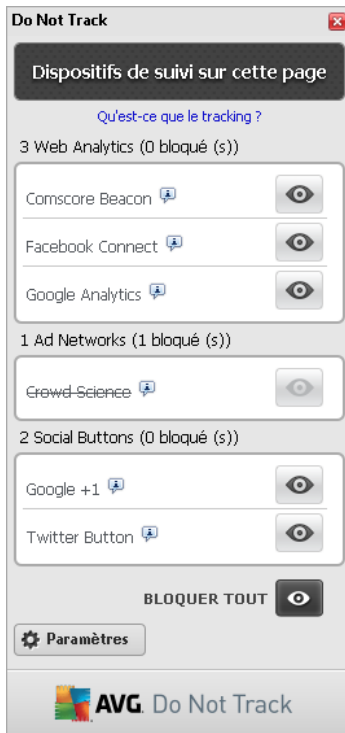 Do Not Track
Dispositifs de suivi sur cette page
Qu'est-ce que le tracking ?
3 Web Analytics (0 bloqué (s))
Comscore Beacon
Facebook Connect
Google Analytics
1 Ad Networks (1 bloqué (s))
Crowd Science
2 Social Buttons (0 bloqué (s))
Google +1
Twitter Button
BLOQUER TOUT
Paramètres
AVG. Do Not Track